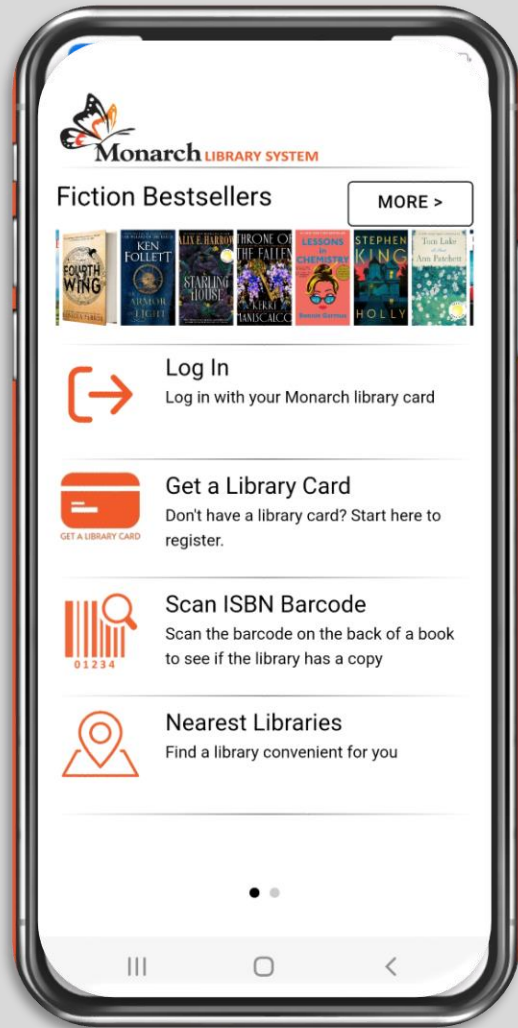 Monarch LIBRARY SYSTEM
Fiction Bestsellers
MORE >
FOURTH
WING
KEN
FOLLETT
ARMOR
LIGHT
ALIX E. HARROW
STARLING
HOUSE
THRONE OF
THE FALLEN
KERRI
MANISCALCO
LESSONS
in
CHEMISTRY
Bonnie Garmus
STEPHEN
KING
HOLLY
Tom Lake
Ann Patchett
Log In
Log in with your Monarch library card
GET A LIBRARY CARD
Get a Library Card
Don't have a library card? Start here to
register.
01234
Scan ISBN Barcode
Scan the barcode on the back of a book
to see if the library has a copy
Nearest Libraries
Find a library convenient for you